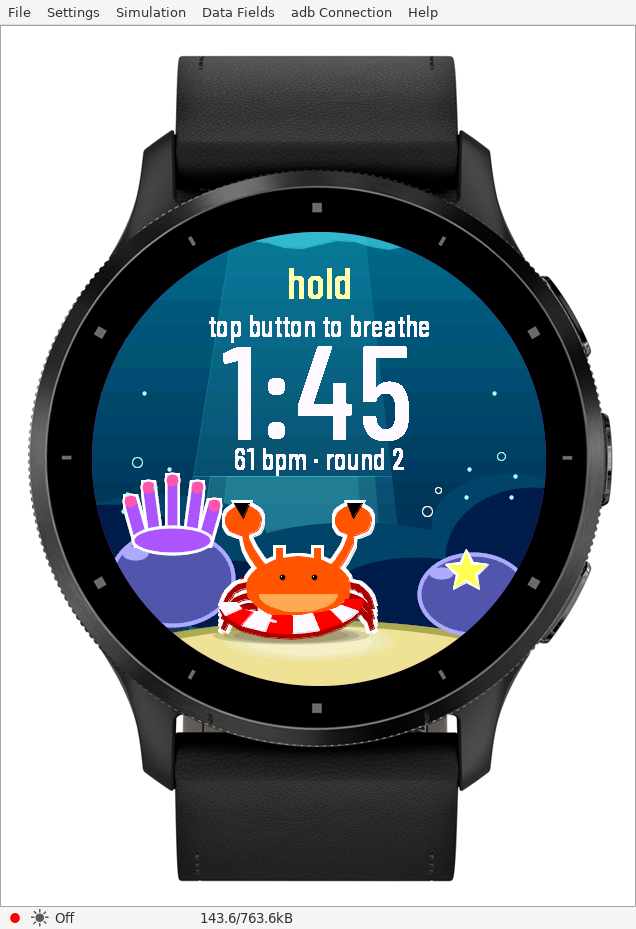 File Settings Simulation Data Fields adb Connection Help
hold
top button to breathe
1:45
61 bpm · round 2
Off 143.6/763.6kB